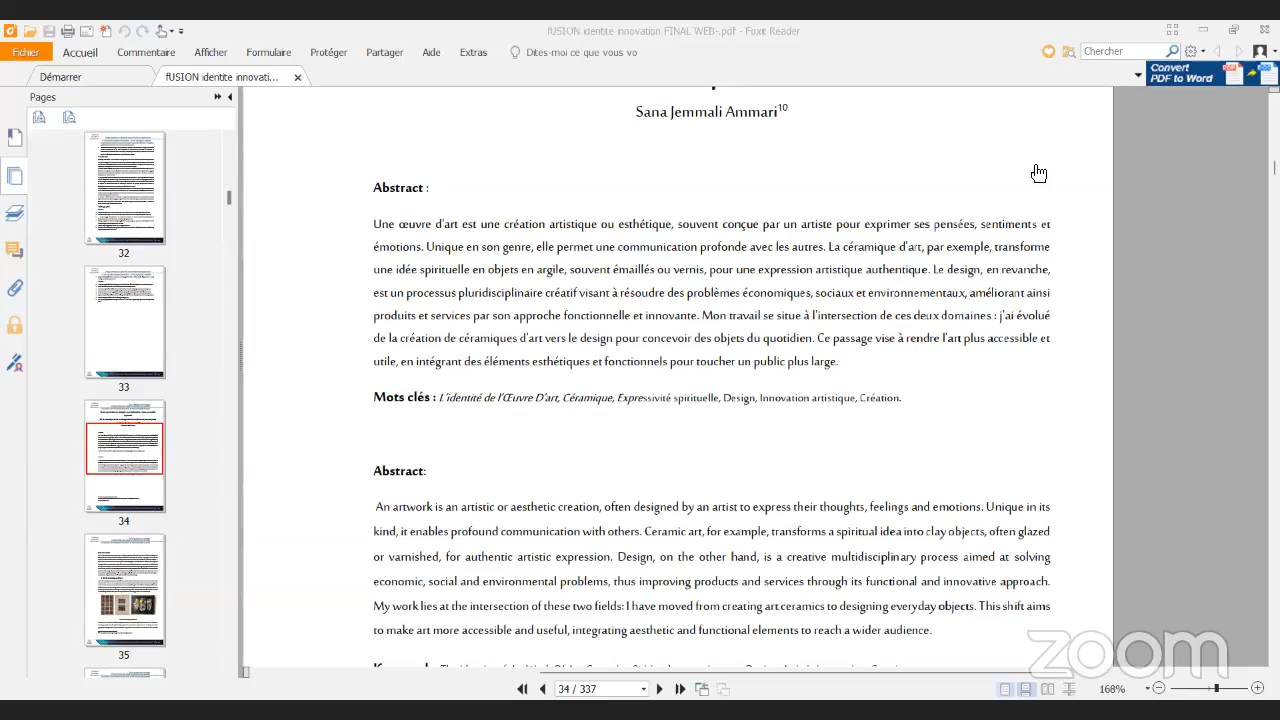 fUSION identite innovation FINAL WEB-.pdf - Foxit Reader
Fichier Accueil Commentaire Afficher Formulaire Protéger Partager Aide Extras Dites-moi ce que vous vo Chercher
Démarrer fUSION identite innovati... Convert
PDF to Word
Pages
Sana Jemmali Ammari10
Abstract :
Une œuvre d'art est une création artistique ou esthétique, souvent conçue par un artiste pour exprimer ses pensées, sentiments et
émotions. Unique en son genre, elle permet une communication profonde avec les autres. La céramique d'art, par exemple, transforme
une idée spirituelle en objets en argile, souvent émaillés ou vernis, pour une expression artistique authentique. Le design, en revanche,
est un processus pluridisciplinaire créatif visant à résoudre des problèmes économiques, sociaux et environnementaux, améliorant ainsi
produits et services par son approche fonctionnelle et innovante. Mon travail se situe à l'intersection de ces deux domaines : j'ai évolué
de la création de céramiques d'art vers le design pour concevoir des objets du quotidien. Ce passage vise à rendre l'art plus accessible et
utile, en intégrant des éléments esthétiques et fonctionnels pour toucher un public plus large.
Mots clés : L'identité de l'Œuvre D'art, Céramique, Expressivité spirituelle, Design, Innovation artistique, Création.
Abstract:
An artwork is an artistic or aesthetic creation, often designed by an artist to express their thoughts, feelings and emotions. Unique in its
kind, it enables profound communication with others. Ceramic art, for example, transforms a spiritual idea into clay objects, often glazed
or varnished, for authentic artistic expression. Design, on the other hand, is a creative multidisciplinary process aimed at solving
economic, social and environmental problems, thus improving products and services through its functional and innovative approach.
My work lies at the intersection of these two fields: I have moved from creating art ceramics to designing everyday objects. This shift aims
to make art more accessible and useful, integrating aesthetic and functional elements to reach a wider audience.
32
33
34
35
zoom
34 / 337
168%